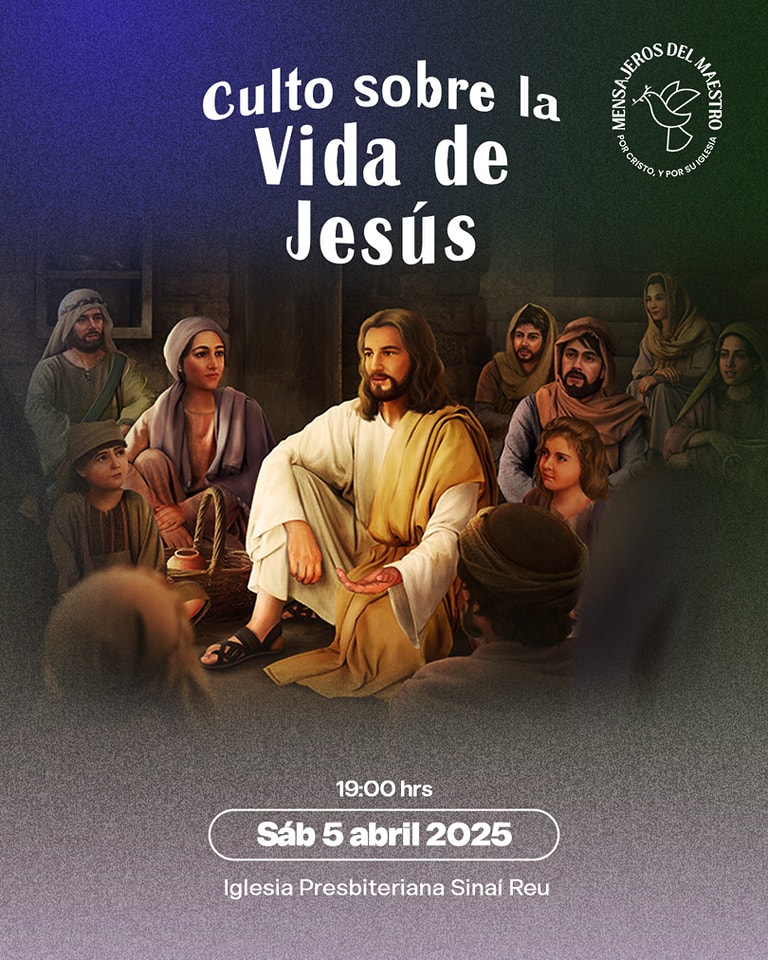 Culto sobre la
Vida de
Jesús
MENSAJEROS DEL MAESTRO
POR CRISTO, Y POR SU IGLESIA
19:00 hrs
Sáb 5 abril 2025
Iglesia Presbiteriana Sinaí Reu